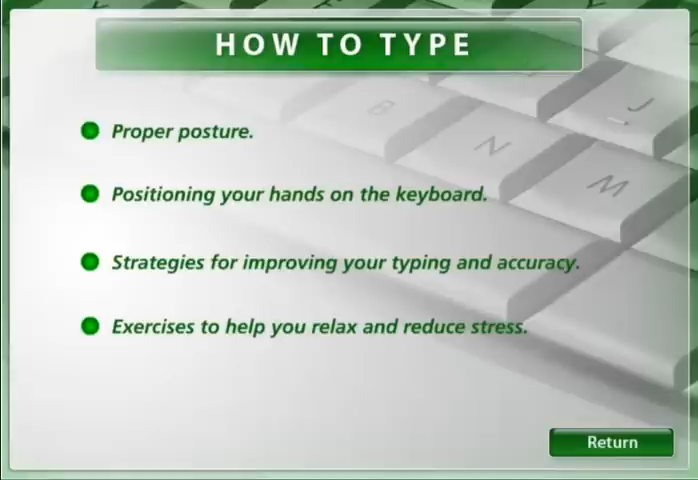 HOW TO TYPE
Proper posture.
Positioning your hands on the keyboard.
Strategies for improving your typing and accuracy.
Exercises to help you relax and reduce stress.
Return
B
N
M
J